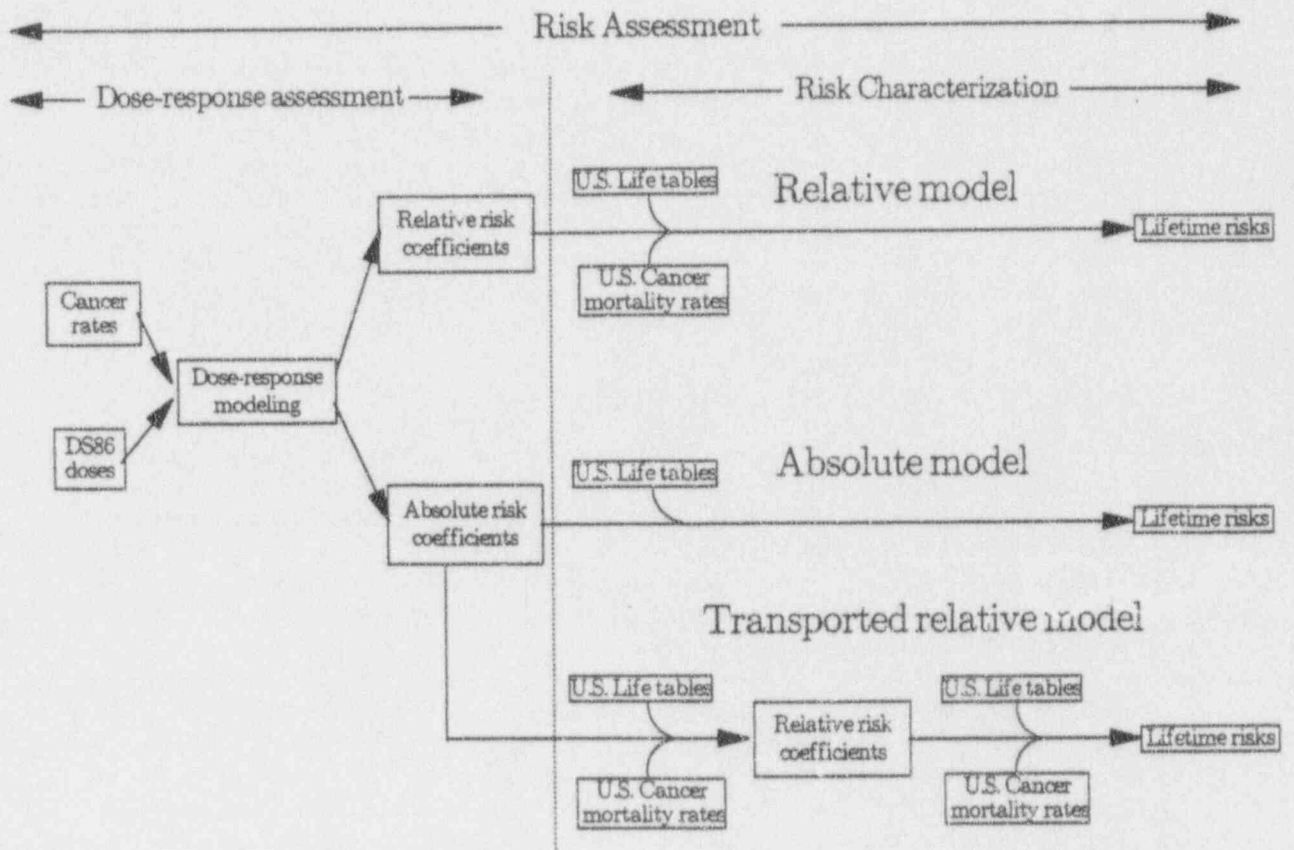 Risk Assessment
Dose-response assessment
Risk Characterization
U.S. Life tables
Relative model
Relative risk
coefficients
Lifetime risks
U.S. Cancer
mortality rates
Cancer
rates
Dose-response
modeling
DS86
doses
Absolute model
U.S. Life tables
Absolute risk
coefficients
Lifetime risks
Transported relative model
U.S. Life tables
U.S. Life tables
Relative risk
coefficients
Lifetime risks
U.S. Cancer
mortality rates
U.S. Cancer
mortality rates